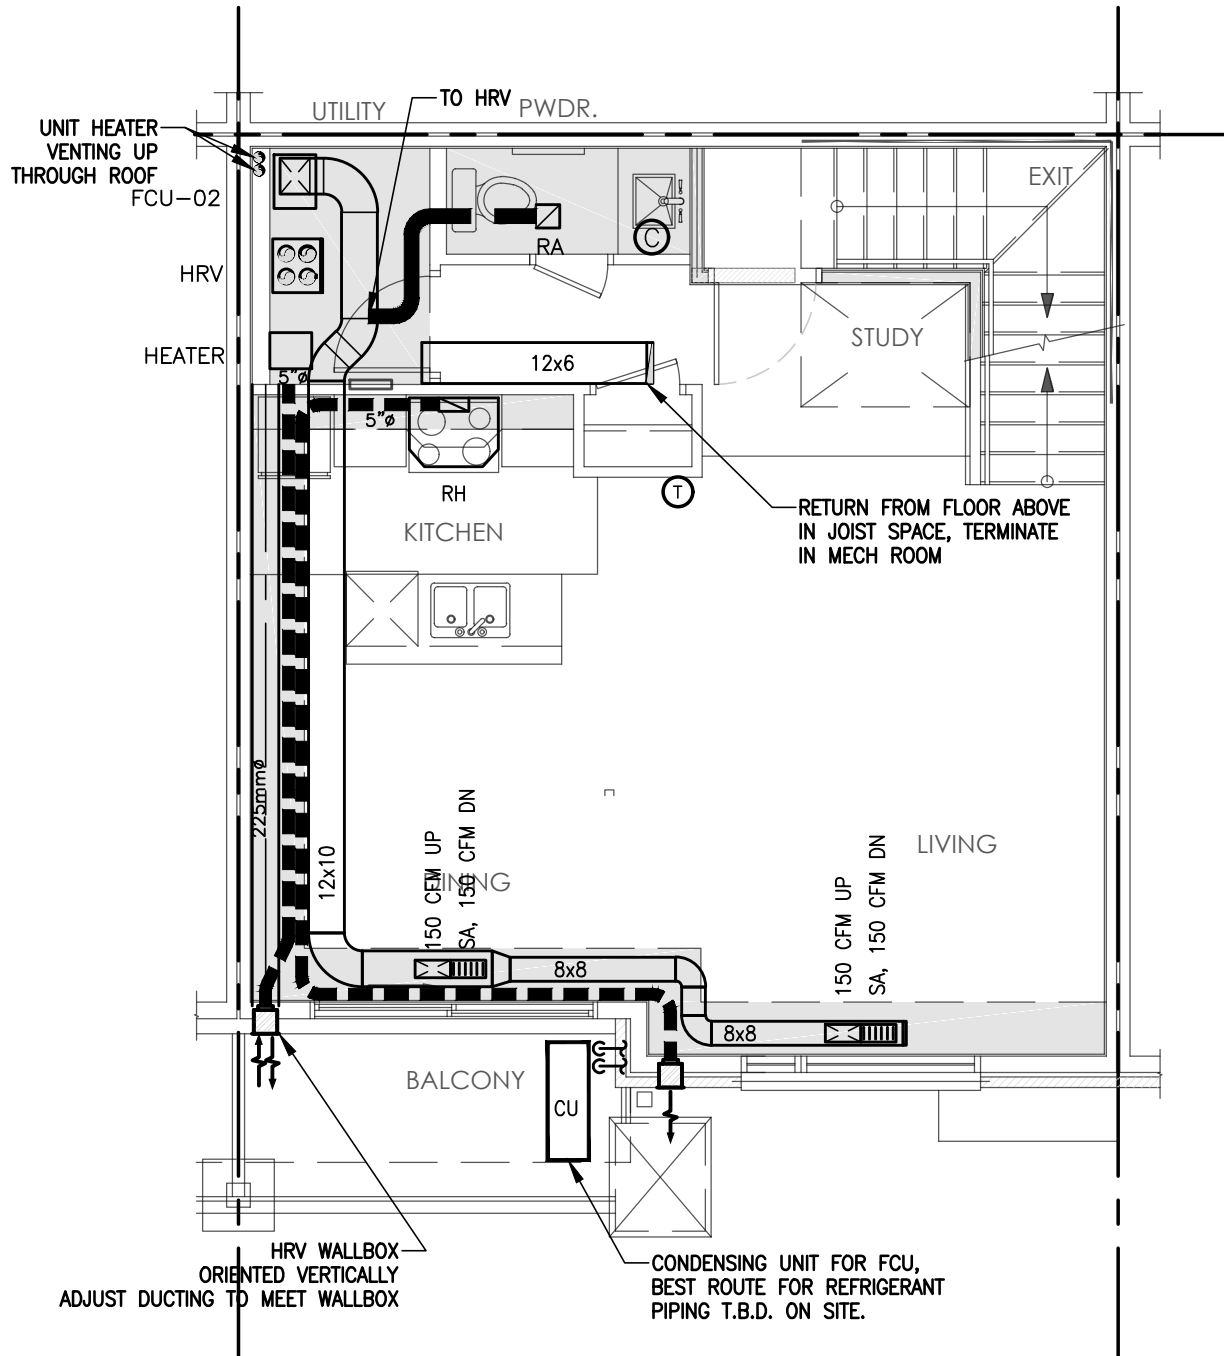 TO HRV
UTILITY
PWDR.
UNIT HEATER
VENTING UP
THROUGH ROOF
FCU-02
EXIT
C
RA
HRV
STUDY
HEATER
12x6
5"ø
5"ø
RH
T
KITCHEN
RETURN FROM FLOOR ABOVE
IN JOIST SPACE, TERMINATE
IN MECH ROOM
225mmø
12x10
150 CFM UP
SA, 150 CFM DN
DINING
LIVING
150 CFM UP
SA, 150 CFM DN
8x8
8x8
BALCONY
CU
HRV WALLBOX
ORIENTED VERTICALLY
ADJUST DUCTING TO MEET WALLBOX
CONDENSING UNIT FOR FCU,
BEST ROUTE FOR REFRIGERANT
PIPING T.B.D. ON SITE.